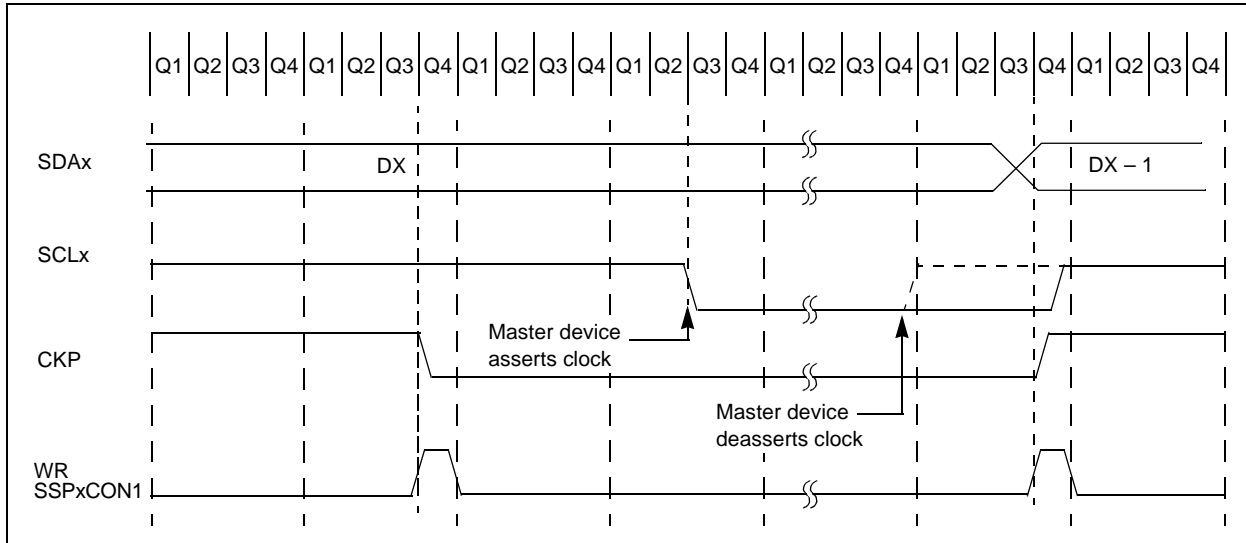 Q1 Q2 Q3 Q4 Q1 Q2 Q3 Q4 Q1 Q2 Q3 Q4 Q1 Q2 Q3 Q4 Q1 Q2 Q3 Q4 Q1 Q2 Q3 Q4 Q1 Q2 Q3 Q4
SDAx
DX
DX – 1
SCLx
Master device
asserts clock
CKP
Master device
deasserts clock
WR
SSPxCON1